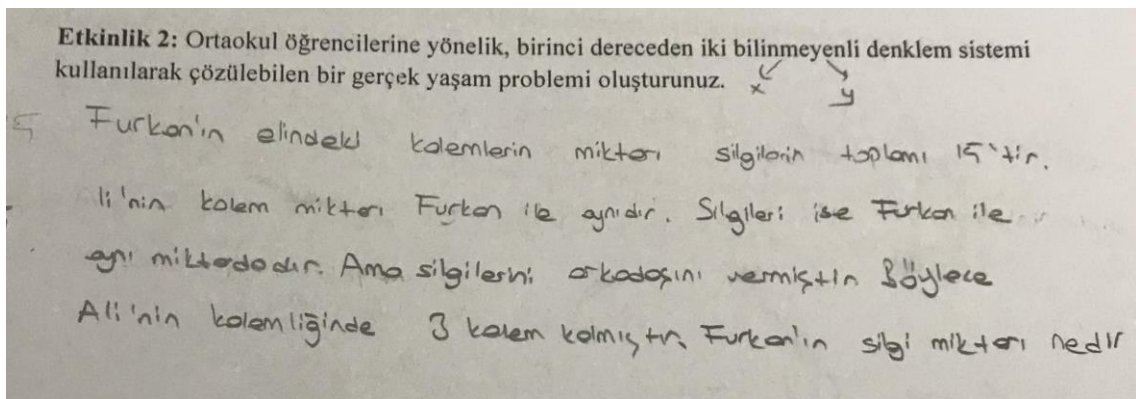 Etkinlik 2: Ortaokul öğrencilerine yönelik, birinci dereceden iki bilinmeyenli denklem sistemi
kullanılarak çözülebilen bir gerçek yaşam problemi oluşturunuz.
x y
Furkan'ın elindeki kalemlerin miktarı silgilerin toplamı 15'tir.
li'nin kalem miktarı Furkan ile aynıdır. Silgileri ise Furkan ile
aynı miktadadır. Ama silgilerini arkadaşını vermiştin Böylece
Ali'nin kalemliğinde 3 kalem kalmıştır. Furkan'ın silgi miktarı nedir